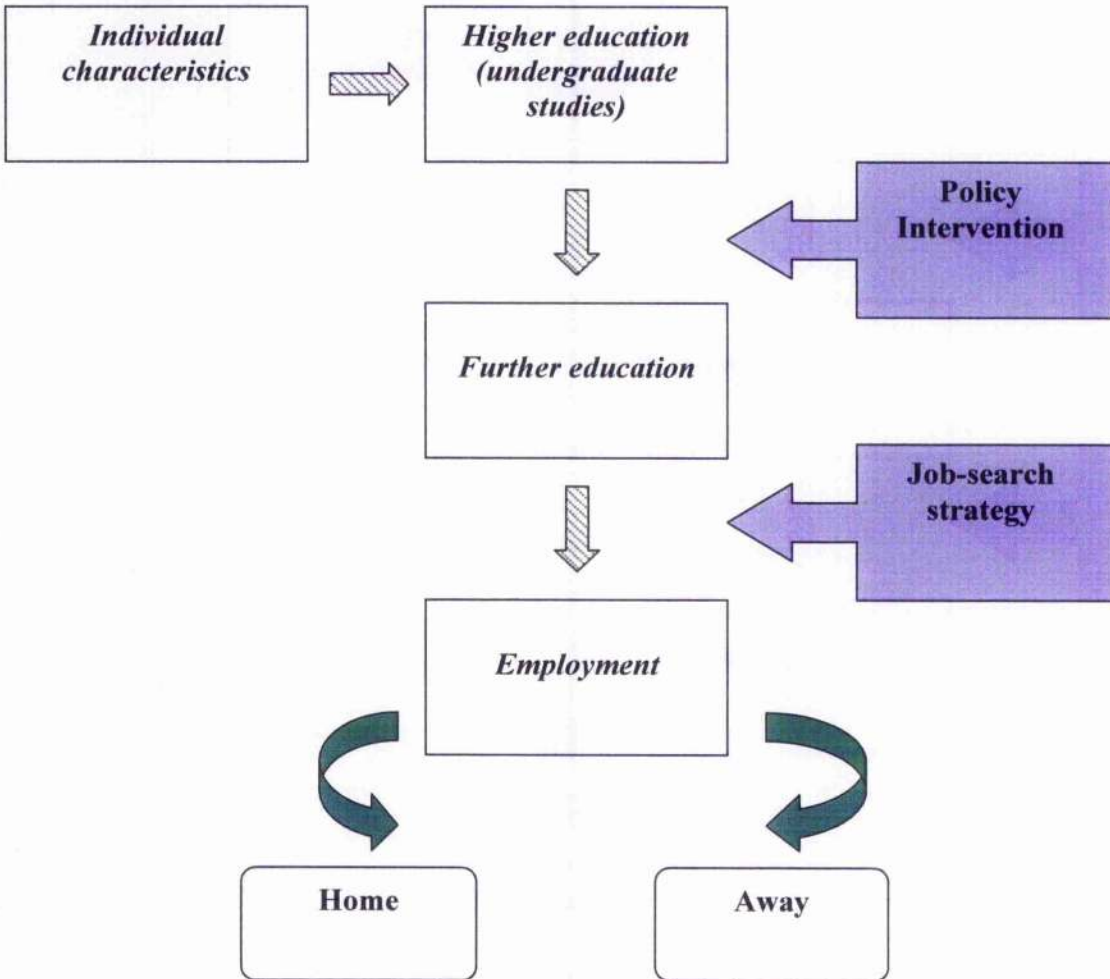 Individual
characteristics
Higher education
(undergraduate
studies)
Policy
Intervention
Further education
Job-search
strategy
Employment
Home
Away